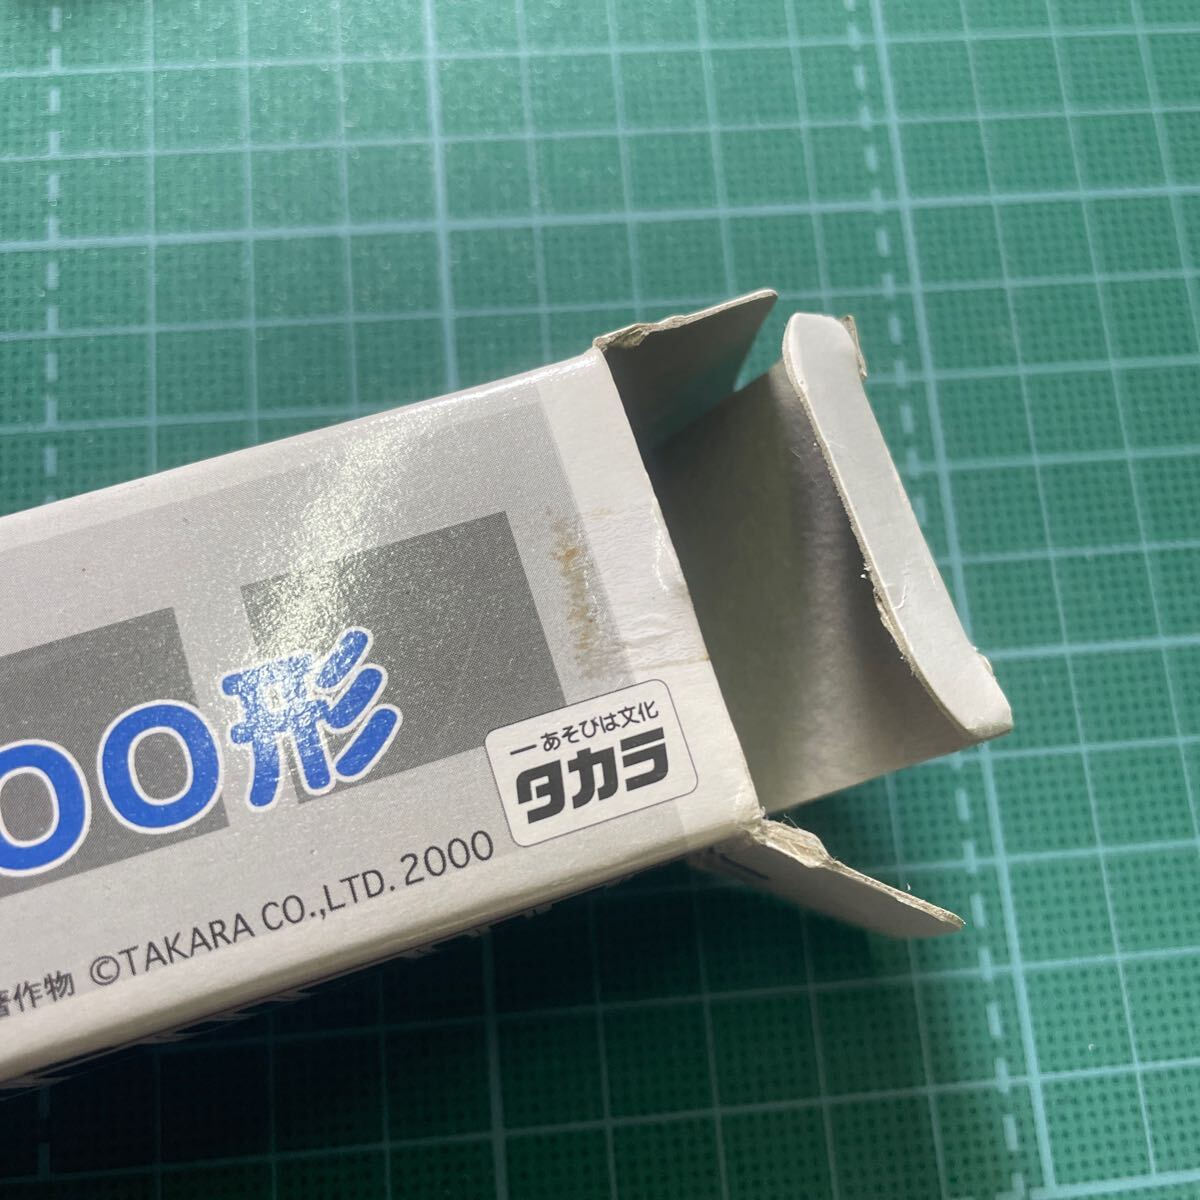 00形
―あそびは文化
タカラ
著作物 ©TAKARA CO.,LTD. 2000